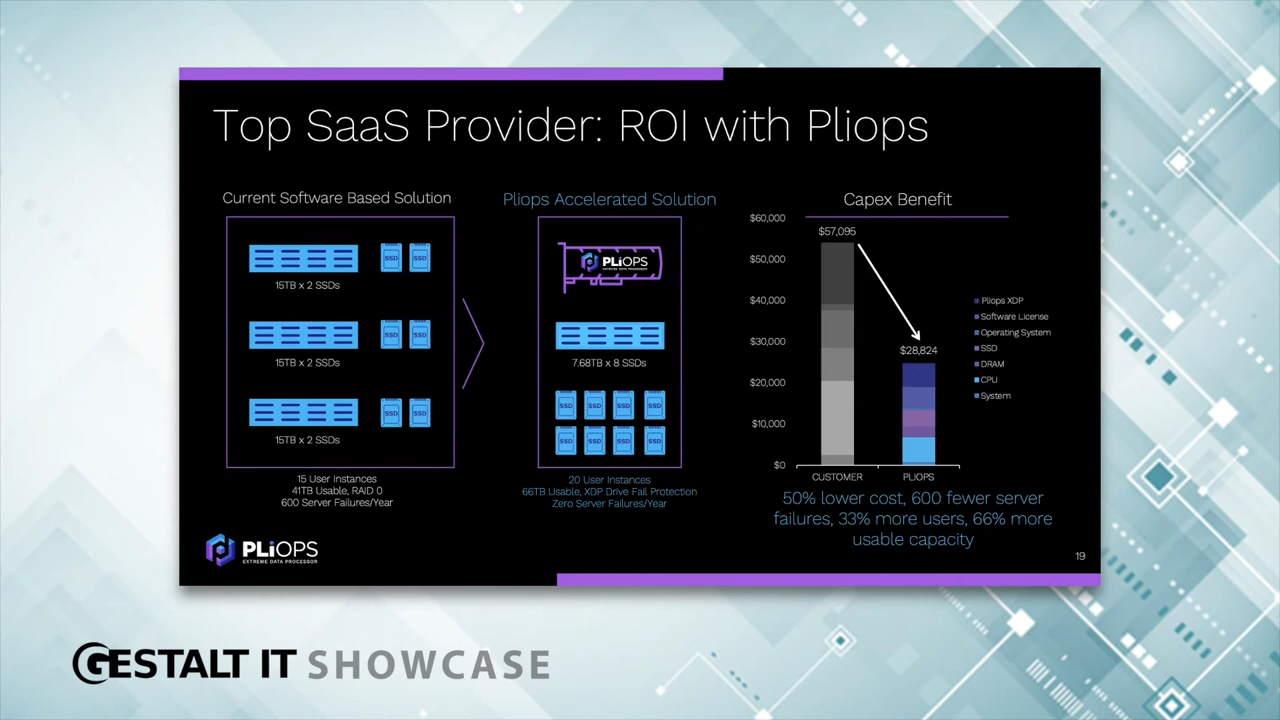 Top SaaS Provider: ROI with Pliops
Current Software Based Solution
SSD SSD
15TB x 2 SSDs
SSD SSD
15TB x 2 SSDs
SSD SSD
15TB x 2 SSDs
15 User Instances
41TB Usable, RAID 0
600 Server Failures/Year
Pliops Accelerated Solution
PLiOPS
EXTREME DATA PROCESSOR
7.68TB x 8 SSDs
SSD SSD SSD SSD
SSD SSD SSD SSD
20 User Instances
66TB Usable, XDP Drive Fail Protection
Zero Server Failures/Year
Capex Benefit
$60,000
$50,000
$40,000
$30,000
$20,000
$10,000
$0
$57,095
$28,824
CUSTOMER
PLIOPS
Pliops XDP
Software License
Operating System
SSD
DRAM
CPU
System
50% lower cost, 600 fewer server
failures, 33% more users, 66% more
usable capacity
PLiOPS
EXTREME DATA PROCESSOR
19
GESTALT IT SHOWCASE